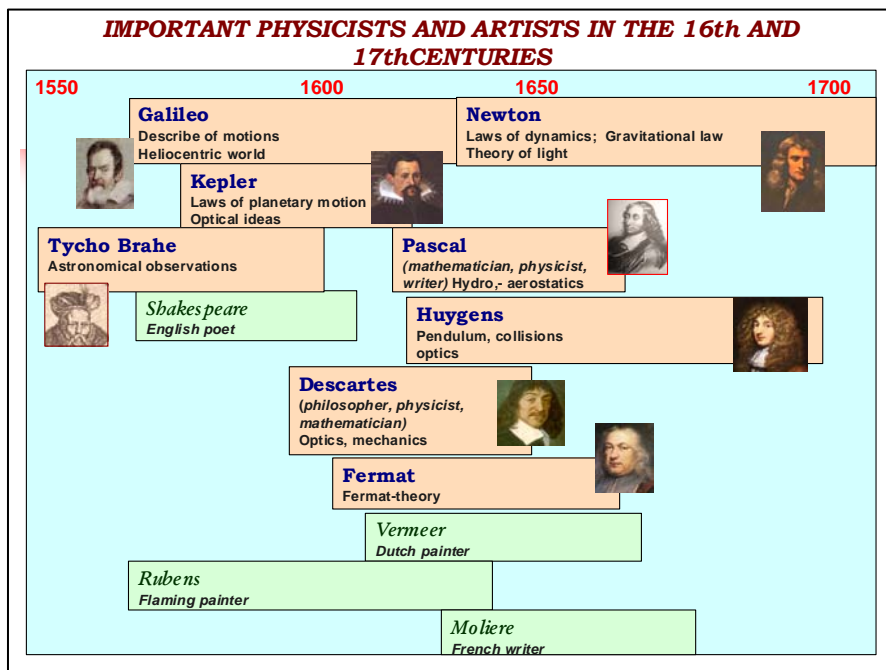 IMPORTANT PHYSICISTS AND ARTISTS IN THE 16th AND
17thCENTURIES
1550 1600 1650 1700
Galileo
Describe of motions
Heliocentric world
Newton
Laws of dynamics; Gravitational law
Theory of light
Kepler
Laws of planetary motion
Optical ideas
Tycho Brahe
Astronomical observations
Pascal
(mathematician, physicist,
writer) Hydro,- aerostatics
Shakespeare
English poet
Huygens
Pendulum, collisions
optics
Descartes
(philosopher, physicist,
mathematician)
Optics, mechanics
Fermat
Fermat-theory
Vermeer
Dutch painter
Rubens
Flaming painter
Moliere
French writer